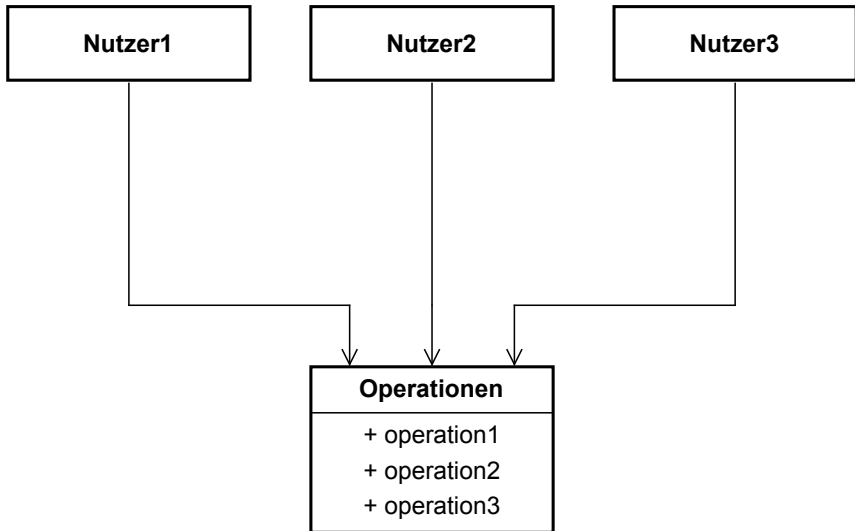 Nutzer1
Nutzer2
Nutzer3
Operationen
+ operation1
+ operation2
+ operation3